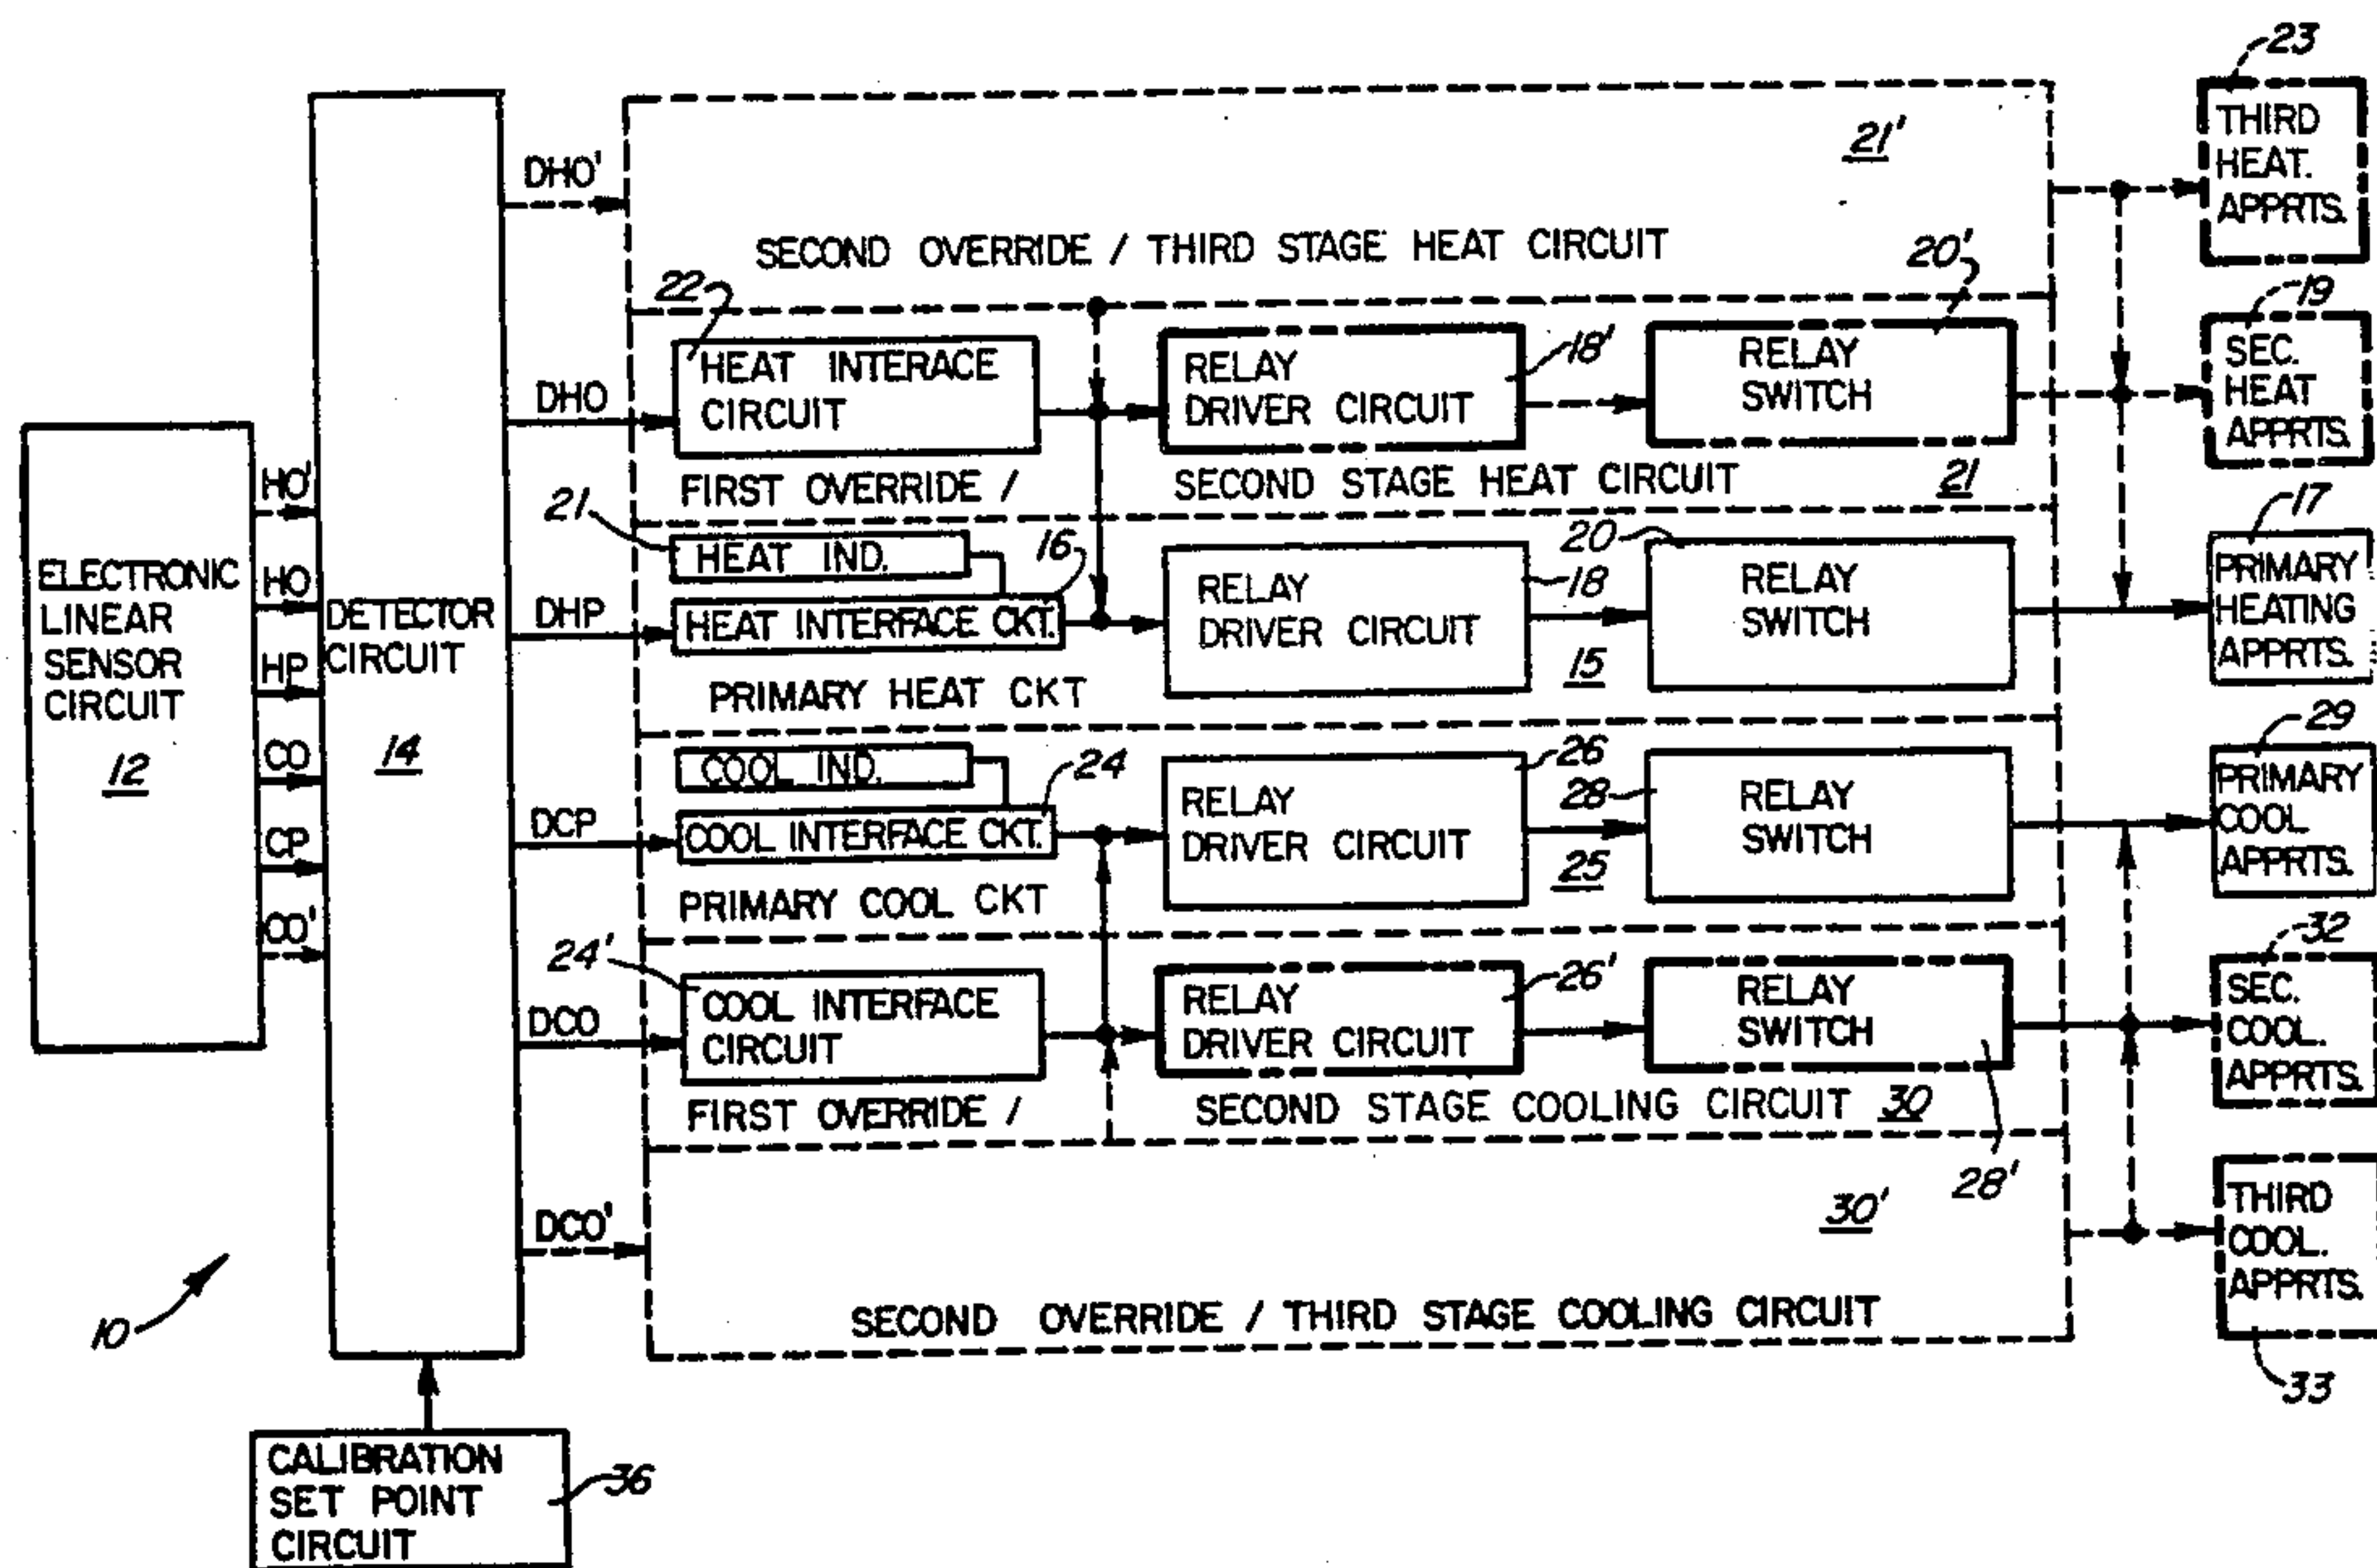 23
THIRD
HEAT.
APPRTS.
21'
DHO'
SECOND OVERRIDE / THIRD STAGE HEAT CIRCUIT
20'
22
19
HEAT INTERACE
CIRCUIT
RELAY
DRIVER CIRCUIT
18'
RELAY
SWITCH
SEC.
HEAT
APPRTS.
DHO
FIRST OVERRIDE /
SECOND STAGE HEAT CIRCUIT
21
HO'
21
HEAT IND.
16
20
17
ELECTRONIC
LINEAR
SENSOR
CIRCUIT
12
HO
HP
CO
CP
CO'
DETECTOR
CIRCUIT
14
DHP
HEAT INTERFACE CKT.
RELAY
DRIVER CIRCUIT
18
RELAY
SWITCH
PRIMARY
HEATING
APPRTS.
PRIMARY HEAT CKT
15
29
COOL IND.
24
26
28
DCP
COOL INTERFACE CKT.
RELAY
DRIVER CIRCUIT
RELAY
SWITCH
PRIMARY
COOL
APPRTS.
PRIMARY COOL CKT
25
24'
32
DCO
COOL INTERFACE
CIRCUIT
RELAY
DRIVER CIRCUIT
26'
RELAY
SWITCH
SEC.
COOL.
APPRTS.
FIRST OVERRIDE /
SECOND STAGE COOLING CIRCUIT
30
28'
DCO'
30'
THIRD
COOL.
APPRTS.
SECOND OVERRIDE / THIRD STAGE COOLING CIRCUIT
10
33
CALIBRATION
SET POINT
CIRCUIT
36